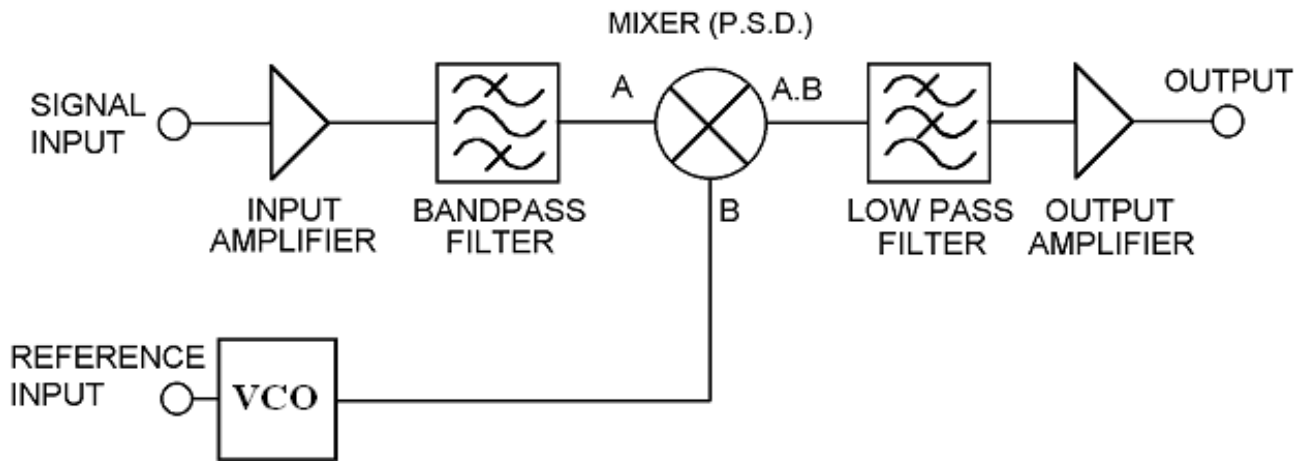 MIXER (P.S.D.)
SIGNAL
INPUT
A
A.B
OUTPUT
INPUT
AMPLIFIER
BANDPASS
FILTER
B
LOW PASS
FILTER
OUTPUT
AMPLIFIER
REFERENCE
INPUT
VCO